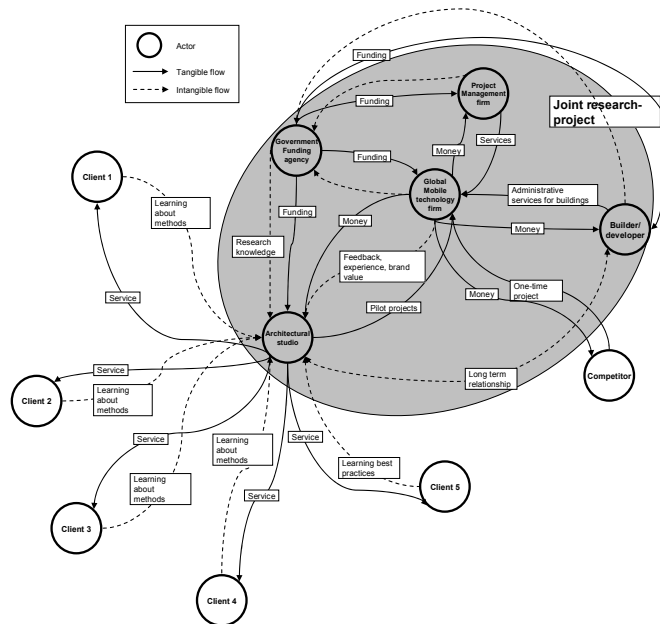 Actor
Tangible flow
Intangible flow
Funding
Joint research-
project
Project
Management
firm
Funding
Government
Funding
agency
Funding
Money
Services
Global
Mobile
technology
firm
Administrative
services for buildings
Builder/
developer
Client 1
Learning
about
methods
Funding
Money
Money
Research
knowledge
Feedback,
experience, brand
value
One-time
project
Service
Pilot projects
Money
Architectural
studio
Service
Client 2
Learning
about
methods
Long term
relationship
Competitor
Service
Learning
about
methods
Service
Learning
about
methods
Learning best
practices
Client 5
Service
Client 3
Client 4